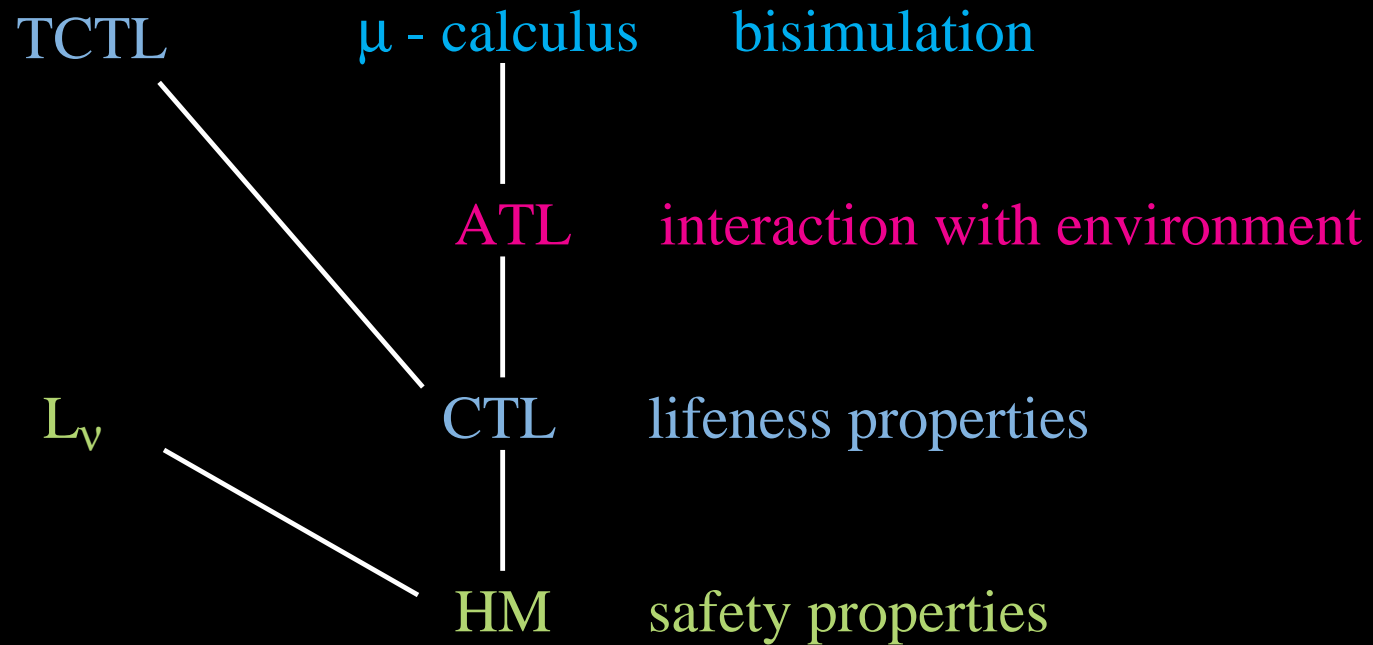 TCTL μ - calculus bisimulation
ATL interaction with environment
Lν CTL lifeness properties
HM safety properties